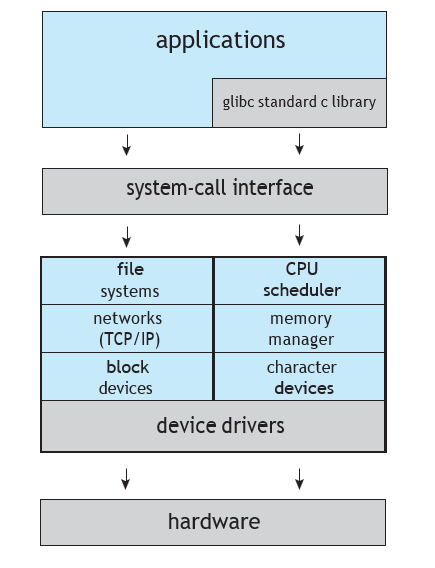 applications
glibc standard c library
system-call interface
file
systems
CPU
scheduler
networks
(TCP/IP)
memory
manager
block
devices
character
devices
device drivers
hardware